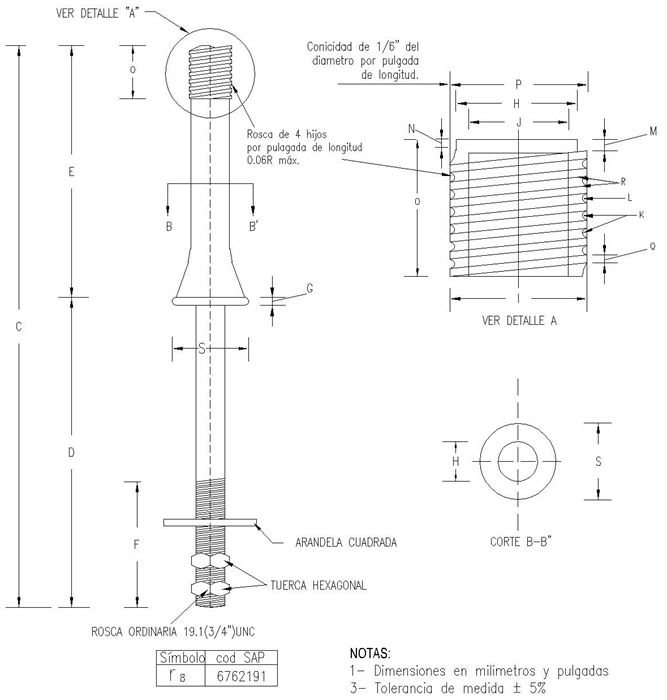 VER DETALLE "A"
Conicidad de 1/6" del
diametro por pulgada
de longitud.
P
H
J
N
M
O
Rosca de 4 hijos
por pulagada de longitud
0.06R máx.
O
R
L
K
Q
E
B
B'
G
I
VER DETALLE A
C
S
D
H
S
F
ARANDELA CUADRADA
CORTE B-B"
TUERCA HEXAGONAL
ROSCA ORDINARIA 19.1(3/4")UNC
Símbolo cod SAP
r8 6762191
NOTAS:
1- Dimensiones en milimetros y pulgadas
3- Tolerancia de medida ± 5%